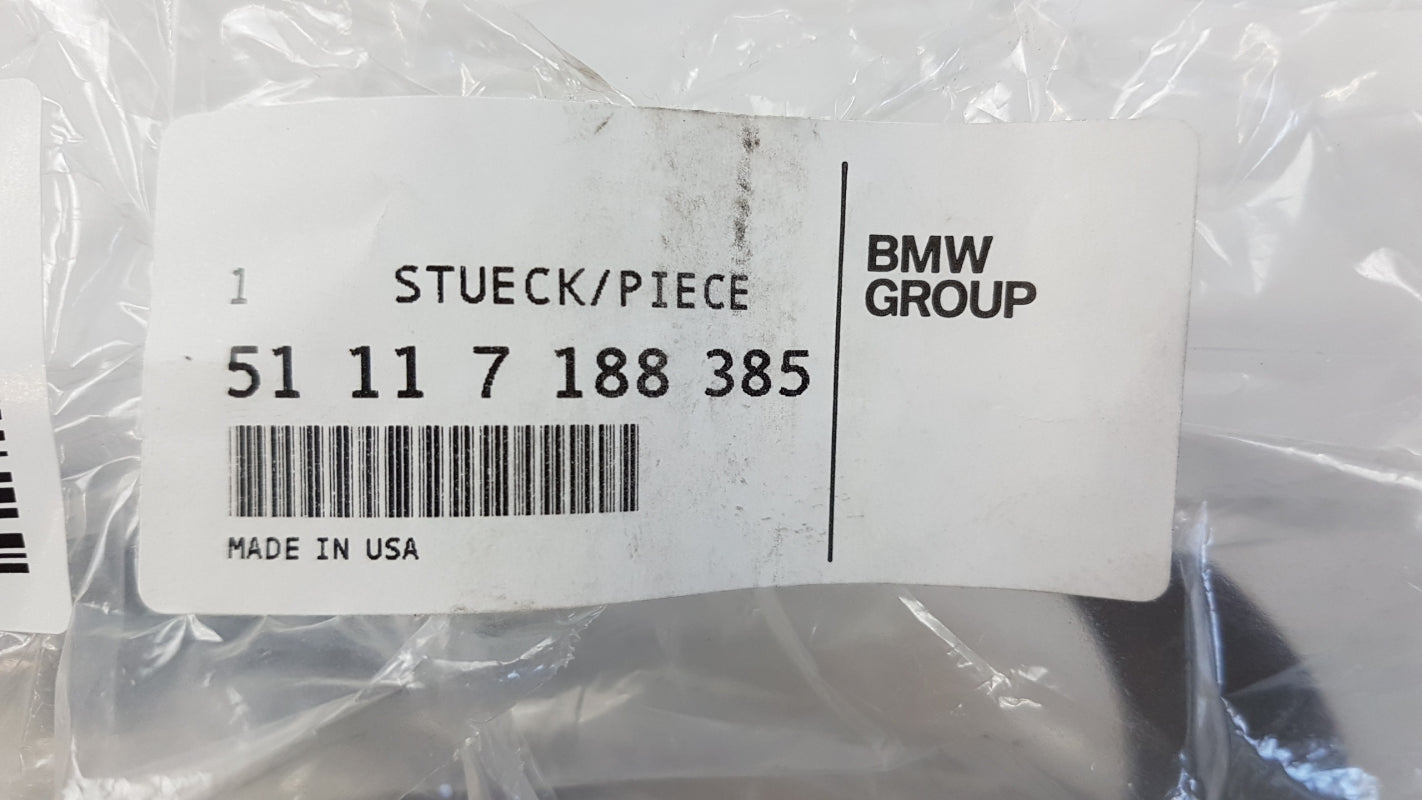 1 STUECK/PIECE
51 11 7 188 385
MADE IN USA
BMW
GROUP